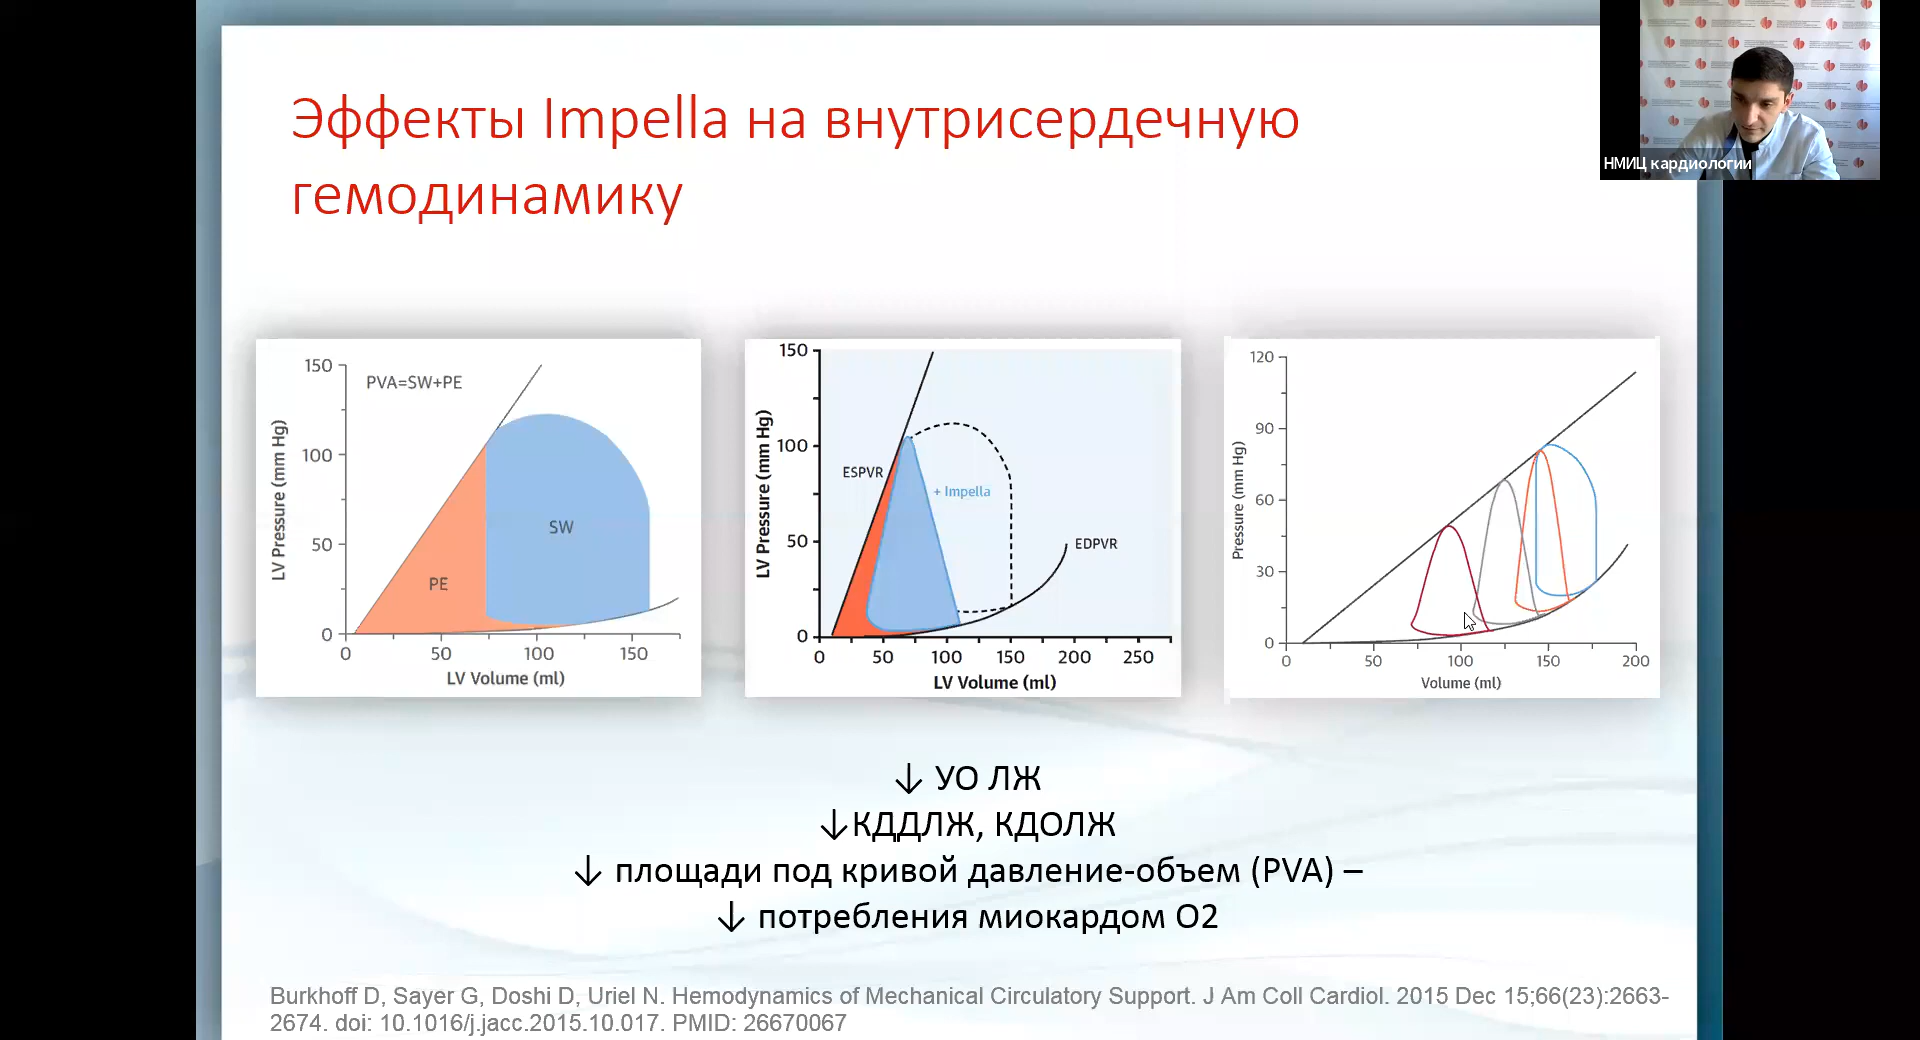 Эффекты Impella на внутрисердечную
гемодинамику
НМИЦ кардиологии
150
PVA=SW+PE
100
50
0
LV Pressure (mm Hg)
SW
PE
0 50 100 150
LV Volume (ml)
150
100
50
0
LV Pressure (mm Hg)
ESPVR
+ Impella
EDPVR
0 50 100 150 200 250
LV Volume (ml)
120
90
60
30
0
Pressure (mm Hg)
0 50 100 150 200
Volume (ml)
↓ УО ЛЖ
↓КДДЛЖ, КДОЛЖ
↓ площади под кривой давление-объем (PVA) –
↓ потребления миокардом О2
Burkhoff D, Sayer G, Doshi D, Uriel N. Hemodynamics of Mechanical Circulatory Support. J Am Coll Cardiol. 2015 Dec 15;66(23):2663-
2674. doi: 10.1016/j.jacc.2015.10.017. PMID: 26670067